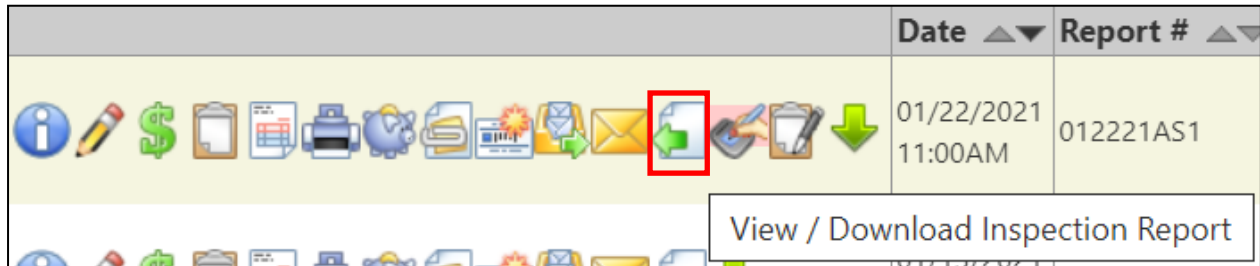 Date Report #
01/22/2021 012221AS1
11:00AM
View / Download Inspection Report